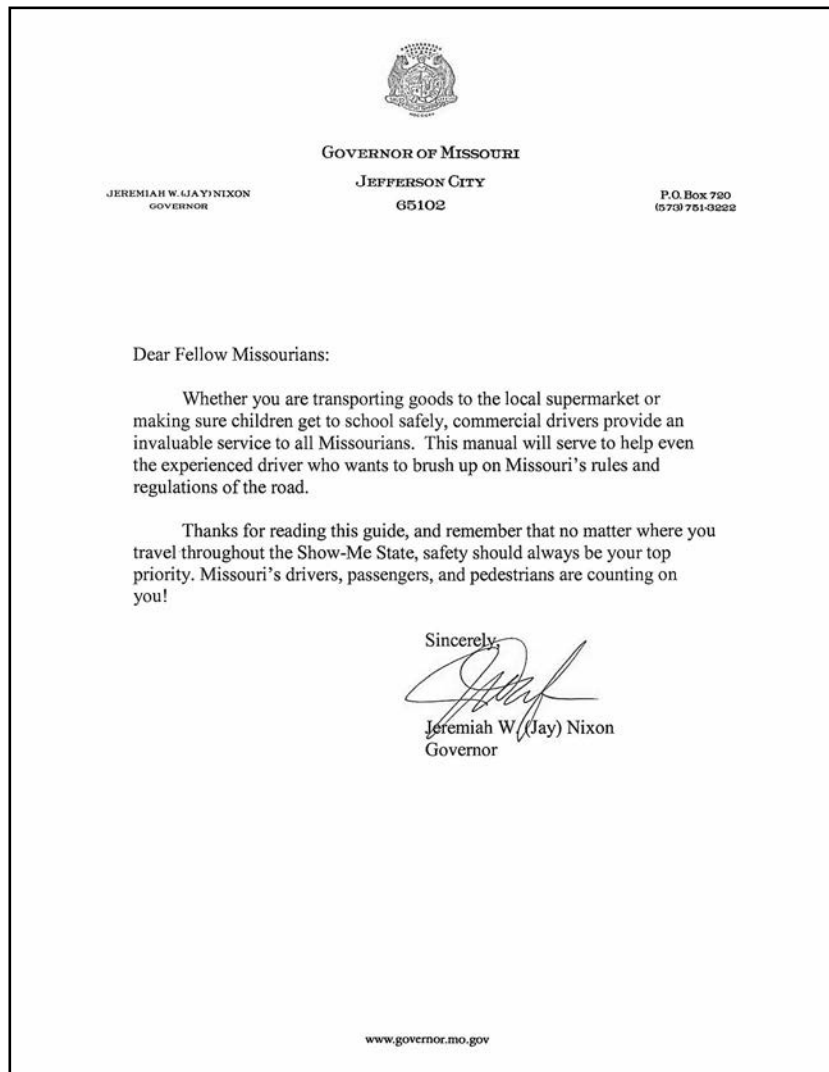 GOVERNOR OF MISSOURI
JEFFERSON CITY
65102
JEREMIAH W. (JAY) NIXON
GOVERNOR
P.O. BOX 720
(573) 751-3222
Dear Fellow Missourians:
Whether you are transporting goods to the local supermarket or
making sure children get to school safely, commercial drivers provide an
invaluable service to all Missourians. This manual will serve to help even
the experienced driver who wants to brush up on Missouri's rules and
regulations of the road.
Thanks for reading this guide, and remember that no matter where you
travel throughout the Show-Me State, safety should always be your top
priority. Missouri's drivers, passengers, and pedestrians are counting on
you!
Sincerely,
Jeremiah W. (Jay) Nixon
Governor
www.governor.mo.gov